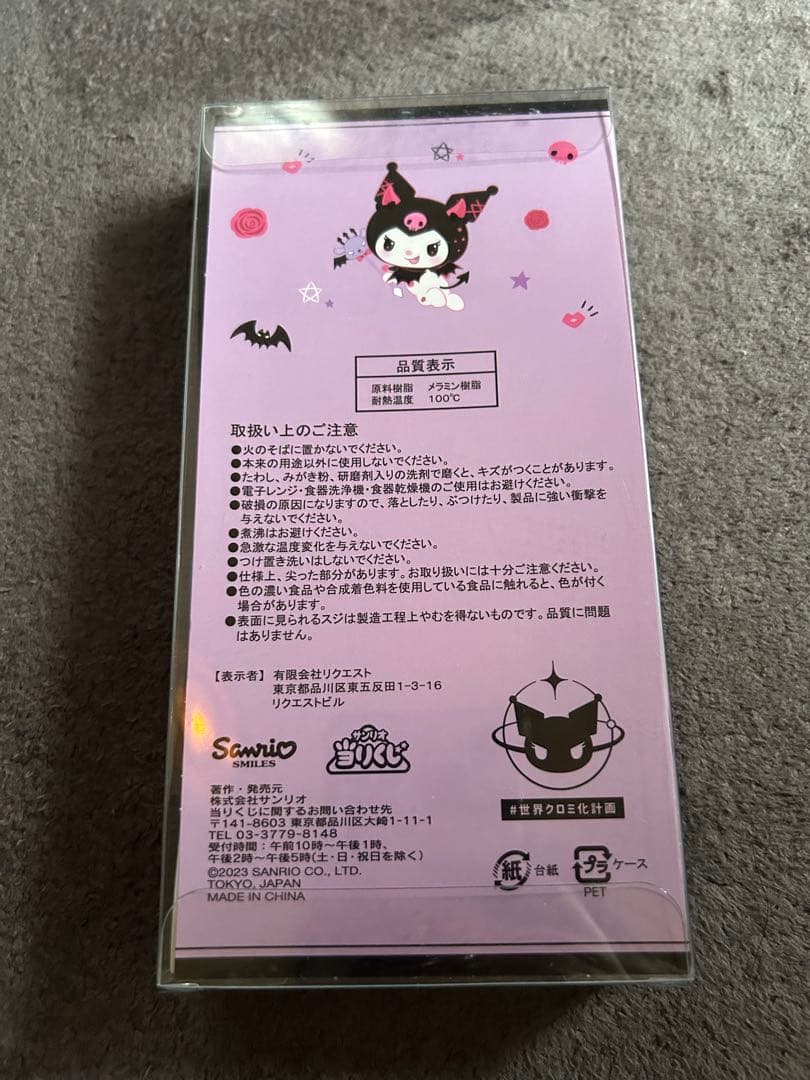 品質表示
原料樹脂 メラミン樹脂
耐熱温度 100℃
取扱い上のご注意
●火のそばに置かないでください。
●本来の用途以外に使用しないでください。
●たわし、みがき粉、研磨剤入りの洗剤で磨くと、キズがつくことがあります。
●電子レンジ・食器洗浄機・食器乾燥機のご使用はお避けください。
●破損の原因になりますので、落としたり、ぶつけたり、製品に強い衝撃を
与えないでください。
●煮沸はお避けください。
●急激な温度変化を与えないでください。
●つけ置き洗いはしないでください。
●仕様上、尖った部分があります。お取り扱いには十分ご注意ください。
●色の濃い食品や合成着色料を使用している食品に触れると、色が付く
場合があります。
●表面に見られるスジは製造工程上やむを得ないものです。品質に問題
はありません。
【表示者】有限会社リクエスト
東京都品川区東五反田1-3-16
リクエストビル
Sanrio
SMILES
サンリオ
当りくじ
著作・発売元
株式会社サンリオ
当りくじに関するお問い合わせ先
〒141-8603 東京都品川区大崎1-11-1
TEL 03-3779-8148
受付時間：午前10時～午後1時、
午後2時～午後5時(土・日・祝日を除く)
©2023 SANRIO CO., LTD.
TOKYO, JAPAN
MADE IN CHINA
#世界クロミ化計画
紙 台紙
プラ ケース
PET